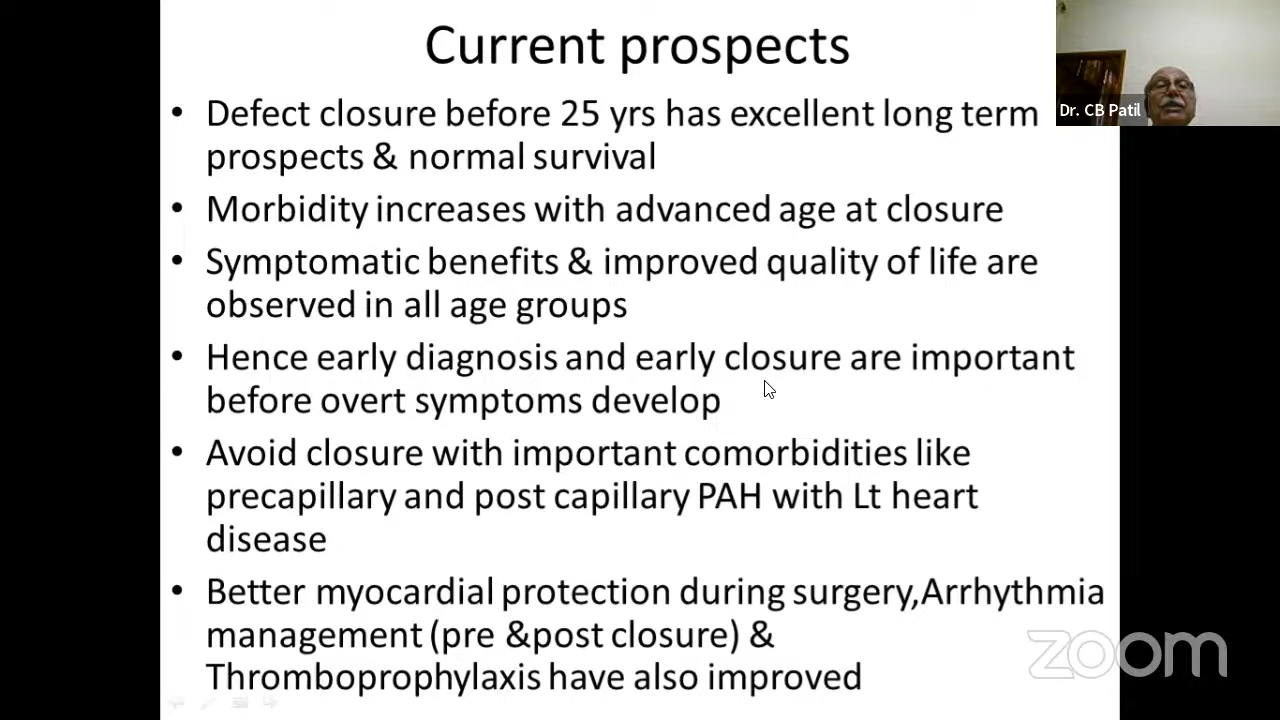 Current prospects
Dr. CB Patil
• Defect closure before 25 yrs has excellent long term
prospects & normal survival
• Morbidity increases with advanced age at closure
• Symptomatic benefits & improved quality of life are
observed in all age groups
• Hence early diagnosis and early closure are important
before overt symptoms develop
• Avoid closure with important comorbidities like
precapillary and post capillary PAH with Lt heart
disease
• Better myocardial protection during surgery,Arrhythmia
management (pre &post closure) &
Thromboprophylaxis have also improved
zoom